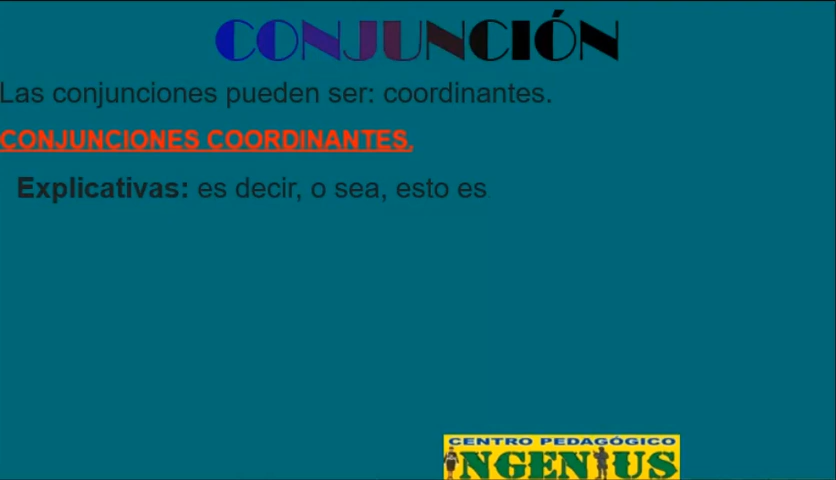 CONJUNCIÓN
Las conjunciones pueden ser: coordinantes.
CONJUNCIONES COORDINANTES.
Explicativas: es decir, o sea, esto es
CENTRO PEDAGÓGICO
INGENIUS